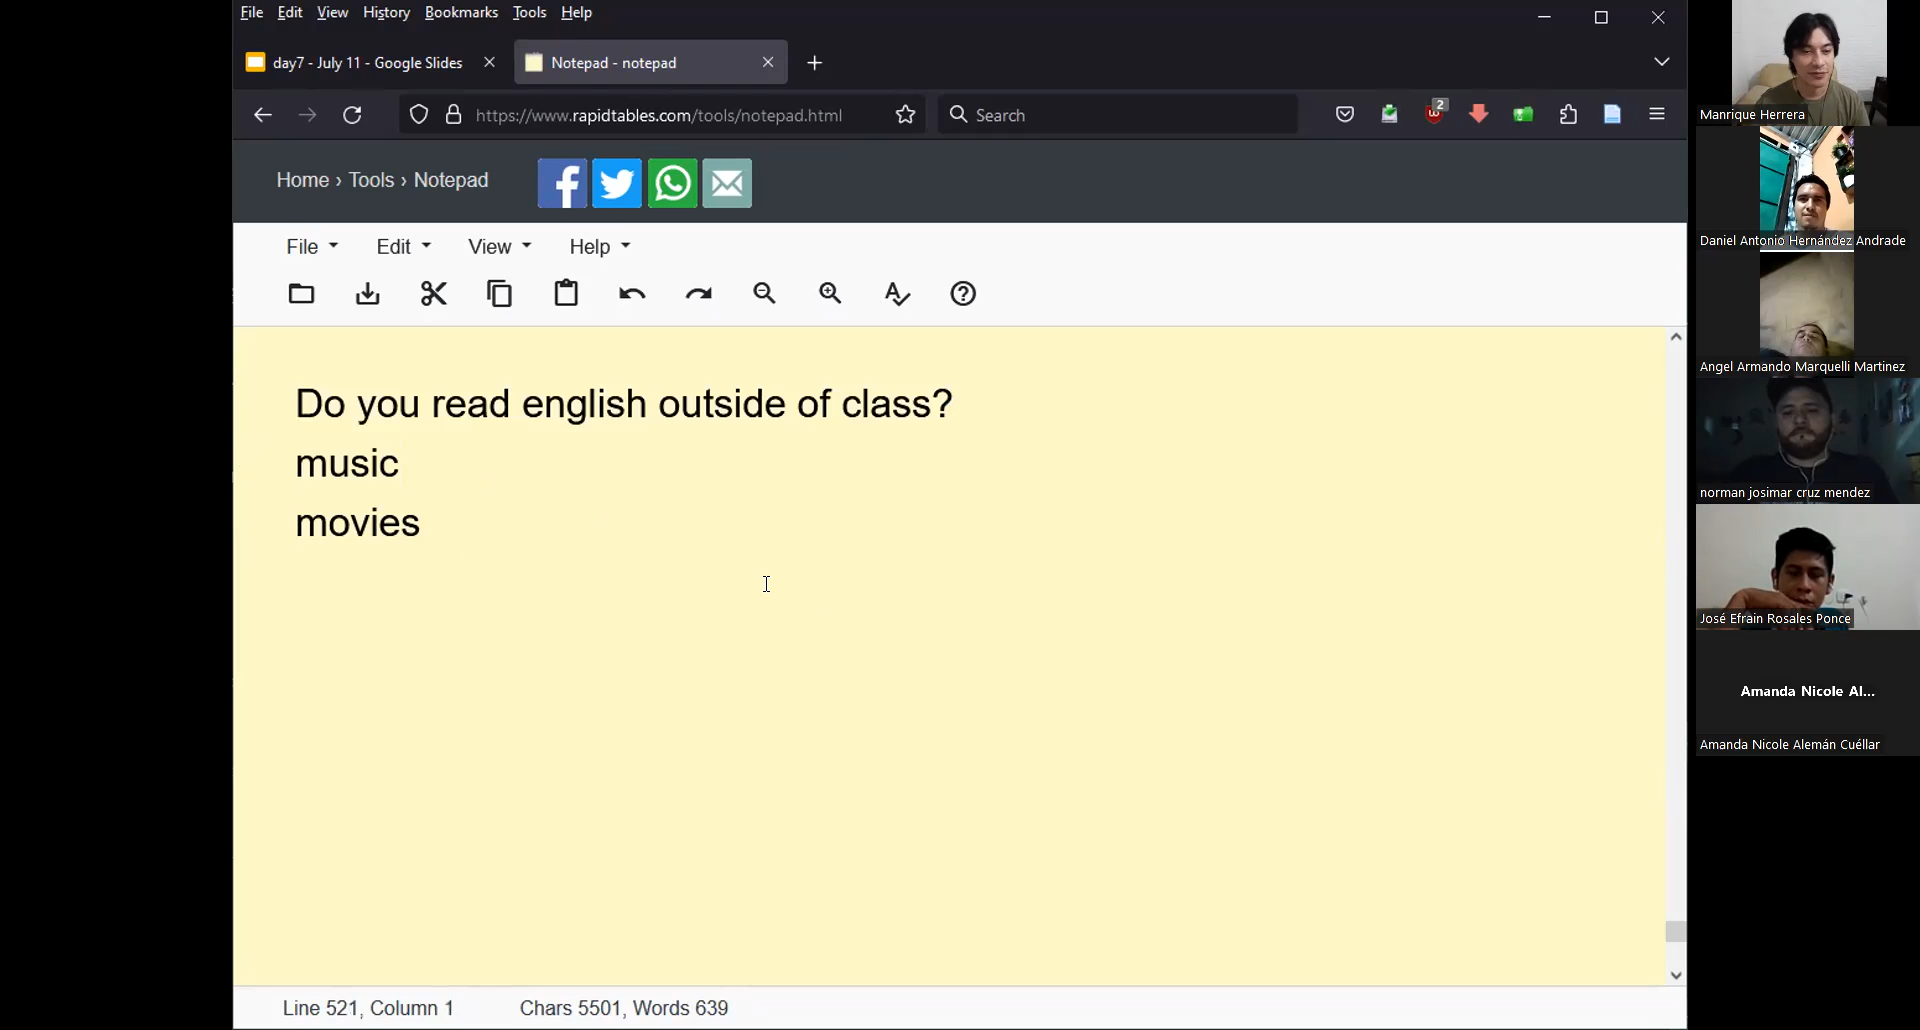 File Edit View History Bookmarks Tools Help
day7 - July 11 - Google Slides
Notepad - notepad
https://www.rapidtables.com/tools/notepad.html
Search
2
Home › Tools › Notepad
File Edit View Help
Do you read english outside of class?
music
movies
Line 521, Column 1 Chars 5501, Words 639
Manrique Herrera
Daniel Antonio Hernández Andrade
Angel Armando Marquelli Martinez
norman josimar cruz mendez
José Efraín Rosales Ponce
Amanda Nicole Al...
Amanda Nicole Alemán Cuéllar